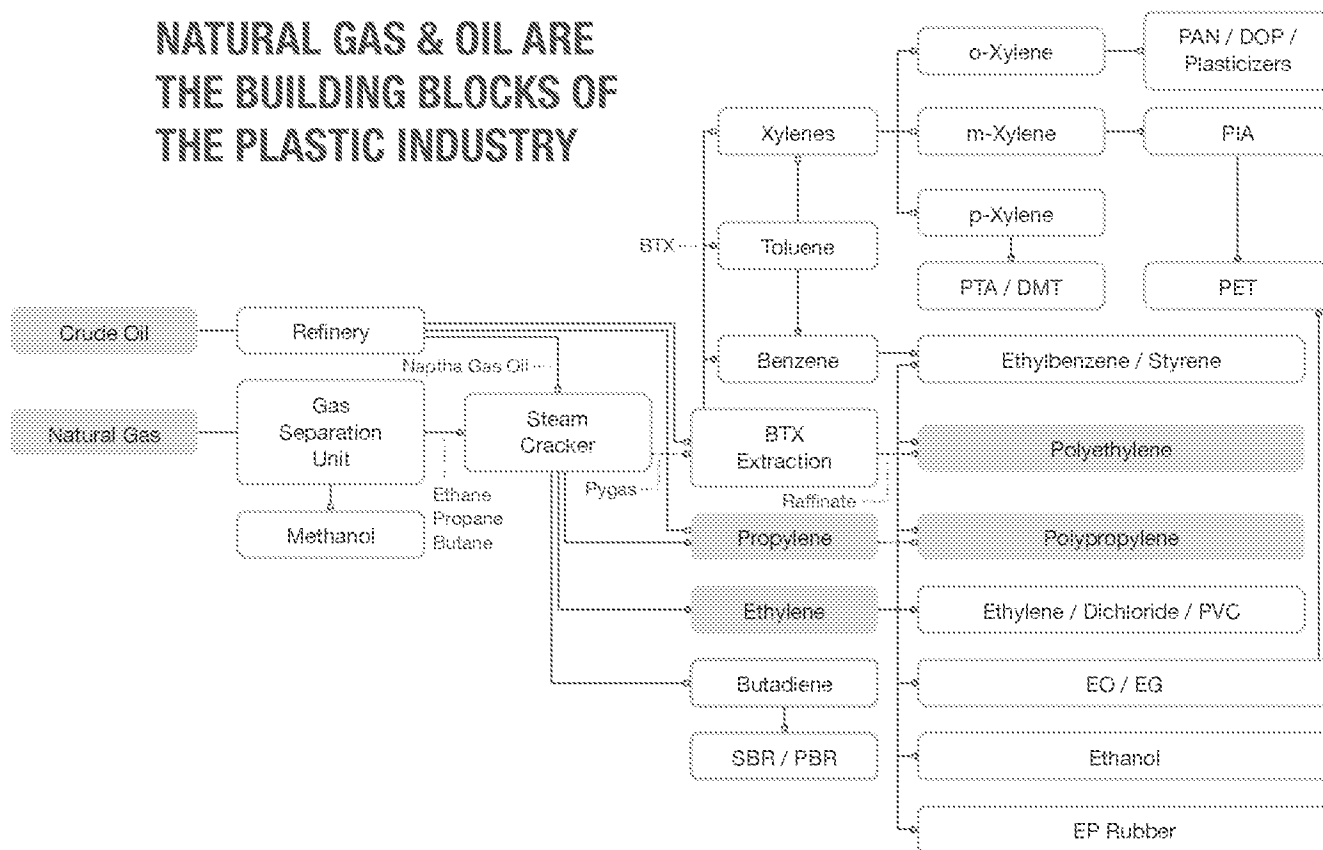 NATURAL GAS & OIL ARE
THE BUILDING BLOCKS OF
THE PLASTIC INDUSTRY
o-Xylene
PAN / DOP /
Plasticizers
Xylenes
m-Xylene
PIA
p-Xylene
BTX
Toluene
PTA / DMT
PET
Crude Oil
Refinery
Naptha Gas Oil
Benzene
Ethylbenzene / Styrene
Natural Gas
Gas
Separation
Unit
Steam
Cracker
BTX
Extraction
Polyethylene
Ethane
Propane
Butane
Pygas
Raffinate
Methanol
Propylene
Polypropylene
Ethylene
Ethylene / Dichloride / PVC
Butadiene
EO / EG
SBR / PBR
Ethanol
EP Rubber